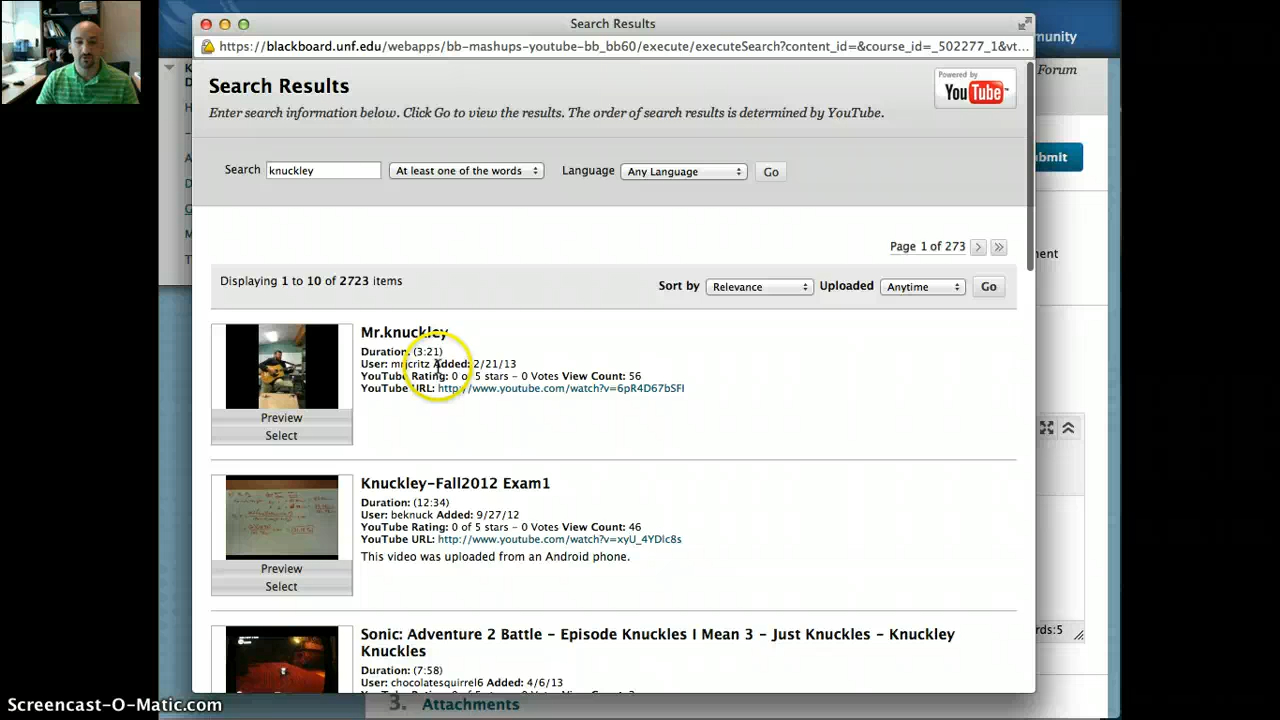 Search Results
https://blackboard.unf.edu/webapps/bb-mashups-youtube-bb_bb60/execute/executeSearch?content_id=&course_id=_502277_1&vt...
munity
Forum
Search Results
Powered by
YouTube
Enter search information below. Click Go to view the results. The order of search results is determined by YouTube.
bmit
Search knuckley At least one of the words Language Any Language Go
Page 1 of 273 > »
ent
Displaying 1 to 10 of 2723 items
Sort by Relevance Uploaded Anytime Go
Mr.knuckley
Duration: (3:21)
User: mrjcritz Added: 2/21/13
YouTube Rating: 0 of 5 stars - 0 Votes View Count: 56
YouTube URL: http://www.youtube.com/watch?v=6pR4D67bSFI
Preview
Select
Knuckley-Fall2012 Exam1
Duration: (12:34)
User: beknuck Added: 9/27/12
YouTube Rating: 0 of 5 stars - 0 Votes View Count: 46
YouTube URL: http://www.youtube.com/watch?v=xyU_4YDlc8s
This video was uploaded from an Android phone.
Preview
Select
Sonic: Adventure 2 Battle - Episode Knuckles I Mean 3 - Just Knuckles - Knuckley
Knuckles
Duration: (7:58)
User: chocolatesquirrel6 Added: 4/6/13
rds:5
3. Attachments
Screencast-O-Matic.com